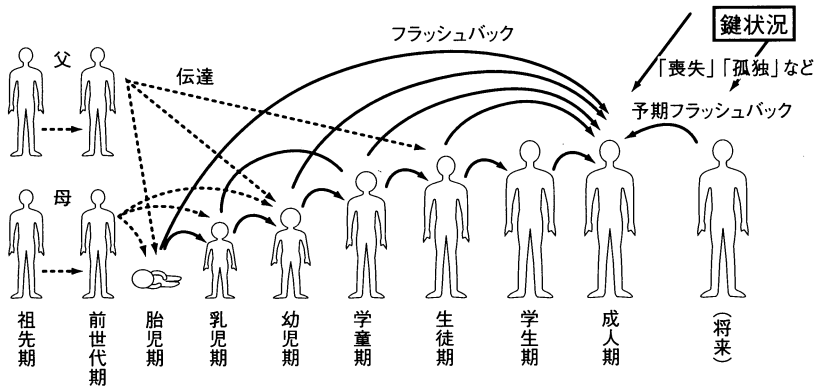 鍵状況
フラッシュバック
「喪失」「孤独」など
父
伝達
予期フラッシュバック
母
祖先期
前世代期
胎児期
乳児期
幼児期
学童期
生徒期
学生期
成人期
（将来）